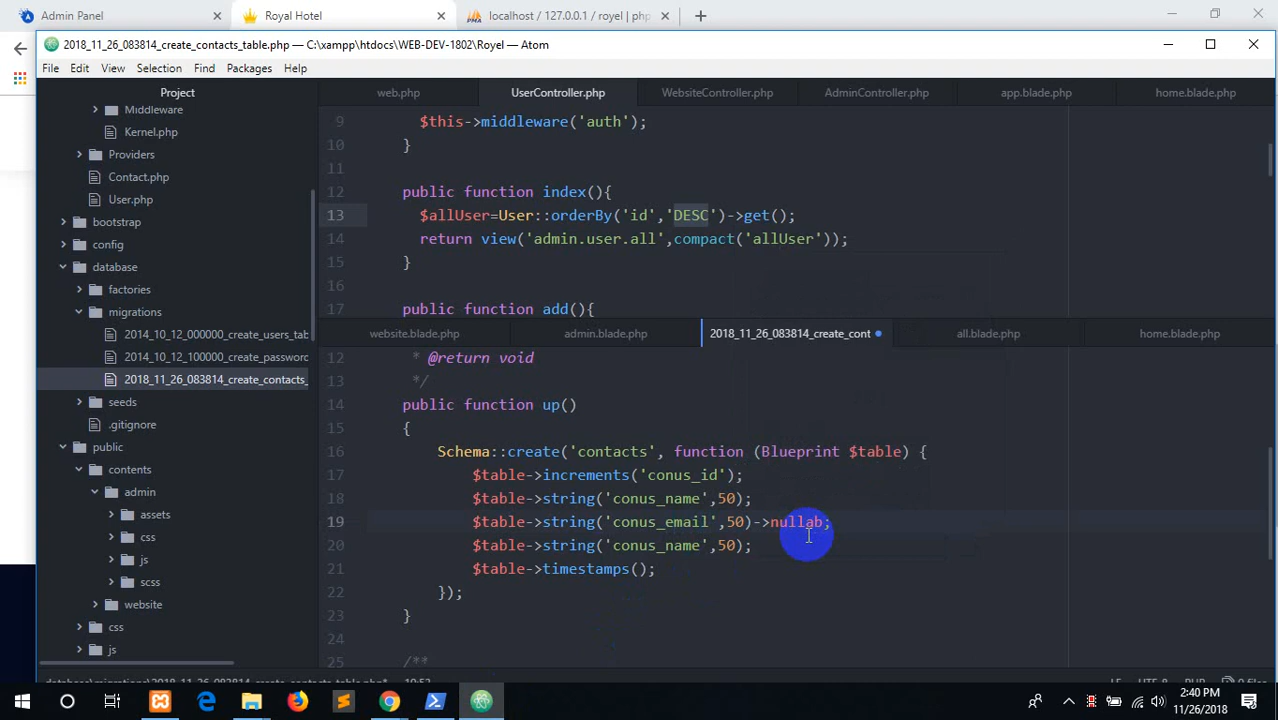 Admin Panel
Royal Hotel
localhost / 127.0.0.1 / royel | php
2018_11_26_083814_create_contacts_table.php — C:\xampp\htdocs\WEB-DEV-1802\Royel — Atom
File Edit View Selection Find Packages Help
Project
web.php UserController.php WebsiteController.php AdminController.php app.blade.php home.blade.php
Middleware
Kernel.php
Providers
Contact.php
User.php
bootstrap
config
database
factories
migrations
2014_10_12_000000_create_users_tab
2014_10_12_100000_create_password
2018_11_26_083814_create_contacts_
seeds
.gitignore
public
contents
admin
assets
css
js
scss
website
css
js
9 $this->middleware('auth');
10 }
11
12 public function index(){
13 $allUser=User::orderBy('id','DESC')->get();
14 return view('admin.user.all',compact('allUser'));
15 }
16
17 public function add(){
website.blade.php admin.blade.php 2018_11_26_083814_create_cont all.blade.php home.blade.php
12 * @return void
13 */
14 public function up()
15 {
16 Schema::create('contacts', function (Blueprint $table) {
17 $table->increments('conus_id');
18 $table->string('conus_name',50);
19 $table->string('conus_email',50)->nullab;
20 $table->string('conus_name',50);
21 $table->timestamps();
22 });
23 }
24
25 /**
2:40 PM
11/26/2018